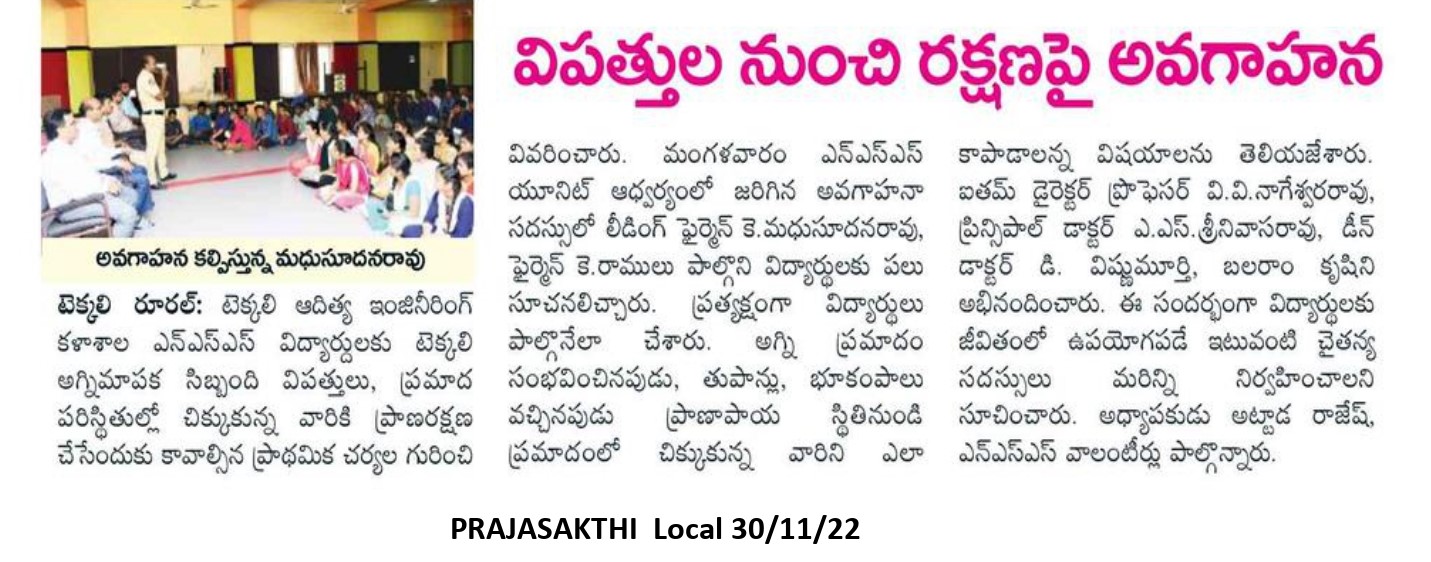 విపత్తుల నుంచి రక్షణపై అవగాహన
అవగాహన కల్పిస్తున్న మధుసూదనరావు
టెక్కలి రూరల్: టెక్కలి ఆదిత్య ఇంజినీరింగ్
కళాశాల ఎన్ఎస్ఎస్ విద్యార్ధులకు టెక్కలి
అగ్నిమాపక సిబ్బంది విపత్తులు, ప్రమాద
పరిస్థితుల్లో చిక్కుకున్న వారికి ప్రాణరక్షణ
చేసేందుకు కావాల్సిన ప్రాథమిక చర్యల గురించి
వివరించారు. మంగళవారం ఎన్ఎస్ఎస్
యూనిట్ ఆధ్వర్యంలో జరిగిన అవగాహనా
సదస్సులో లీడింగ్ ఫైర్మెన్ కె.మధుసూదనరావు,
ఫైర్మెన్ కె.రాములు పాల్గొని విద్యార్థులకు పలు
సూచనలిచ్చారు. ప్రత్యక్షంగా విద్యార్థులు
పాల్గొనేలా చేశారు. అగ్ని ప్రమాదం
సంభవించినపుడు, తుపాన్లు, భూకంపాలు
వచ్చినపుడు ప్రాణాపాయ స్థితినుండి
ప్రమాదంలో చిక్కుకున్న వారిని ఎలా
కాపాడాలన్న విషయాలను తెలియజేశారు.
ఐతమ్ డైరెక్టర్ ప్రొఫెసర్ వి.వి.నాగేశ్వరరావు,
ప్రిన్సిపాల్ డాక్టర్ ఎ.ఎస్.శ్రీనివాసరావు, డీన్
డాక్టర్ డి. విష్ణుమూర్తి, బలరాం కృషిని
అభినందించారు. ఈ సందర్భంగా విద్యార్థులకు
జీవితంలో ఉపయోగపడే ఇటువంటి చైతన్య
సదస్సులు మరిన్ని నిర్వహించాలని
సూచించారు. అధ్యాపకుడు అట్టాడ రాజేష్,
ఎన్ఎస్ఎస్ వాలంటీర్లు పాల్గొన్నారు.
PRAJASAKTHI Local 30/11/22